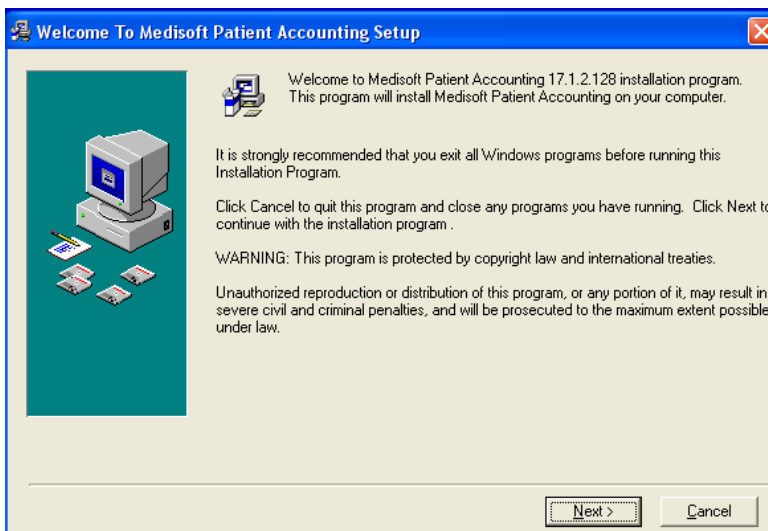 Welcome To Medisoft Patient Accounting Setup
Welcome to Medisoft Patient Accounting 17.1.2.128 installation program.
This program will install Medisoft Patient Accounting on your computer.
It is strongly recommended that you exit all Windows programs before running this
Installation Program.
Click Cancel to quit this program and close any programs you have running. Click Next to
continue with the installation program .
WARNING: This program is protected by copyright law and international treaties.
Unauthorized reproduction or distribution of this program, or any portion of it, may result in
severe civil and criminal penalties, and will be prosecuted to the maximum extent possible
under law.
Next >
Cancel